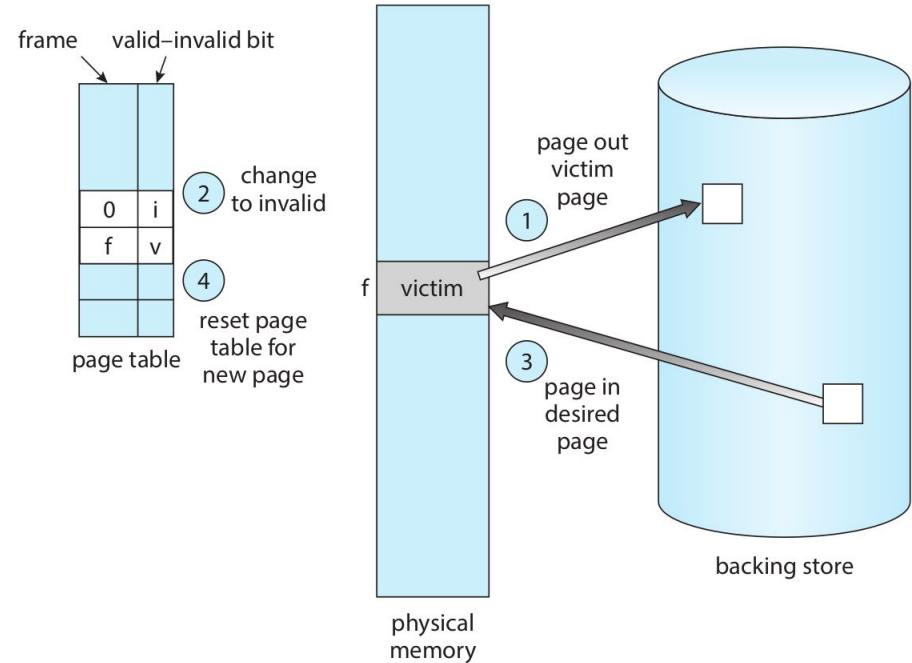 frame
valid–invalid bit
0 i
f v
page table
2
change
to invalid
4
reset page
table for
new page
f
victim
physical
memory
1
page out
victim
page
3
page in
desired
page
backing store